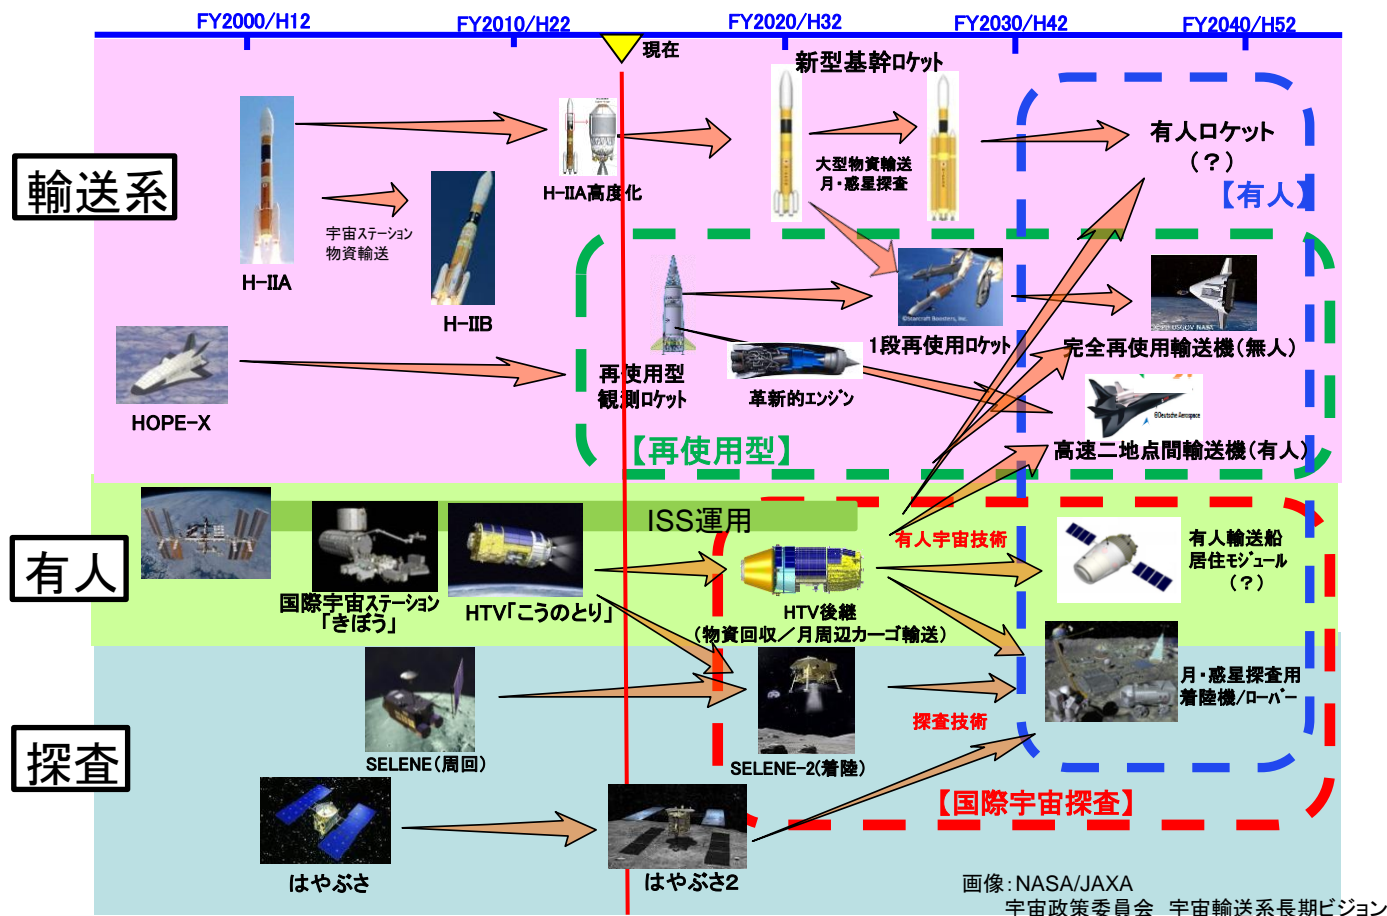 FY2000/H12
FY2010/H22
FY2020/H32
FY2030/H42
FY2040/H52
現在
輸送系
H-IIA
宇宙ステーション
物資輸送
H-IIB
H-IIA高度化
新型基幹ロケット
大型物資輸送
月・惑星探査
有人ロケット
(?)
【有人】
HOPE-X
再使用型
観測ロケット
革新的エンジン
©Starcraft Boosters, Inc.
1段再使用ロケット
完全再使用輸送機(無人)
©Deutsche Aerospace
高速二地点間輸送機(有人)
【再使用型】
有人
ISS運用
国際宇宙ステーション
「きぼう」
HTV「こうのとり」
HTV後継
(物資回収/月周辺カーゴ輸送)
有人宇宙技術
有人輸送船
居住モジュール
(?)
探査
SELENE(周回)
SELENE-2(着陸)
探査技術
月・惑星探査用
着陸機/ローバー
はやぶさ
はやぶさ2
【国際宇宙探査】
画像:NASA/JAXA
宇宙政策委員会 宇宙輸送系長期ビジョン